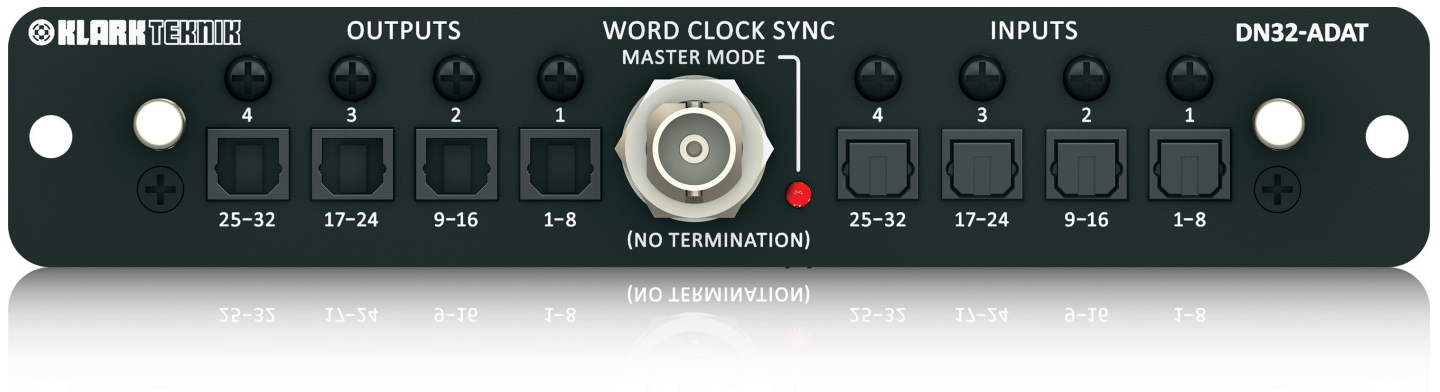 KLARK TEKNIK
OUTPUTS
WORD CLOCK SYNC
INPUTS
DN32-ADAT
MASTER MODE
4 3 2 1
4 3 2 1
25-32 17-24 9-16 1-8
25-32 17-24 9-16 1-8
(NO TERMINATION)